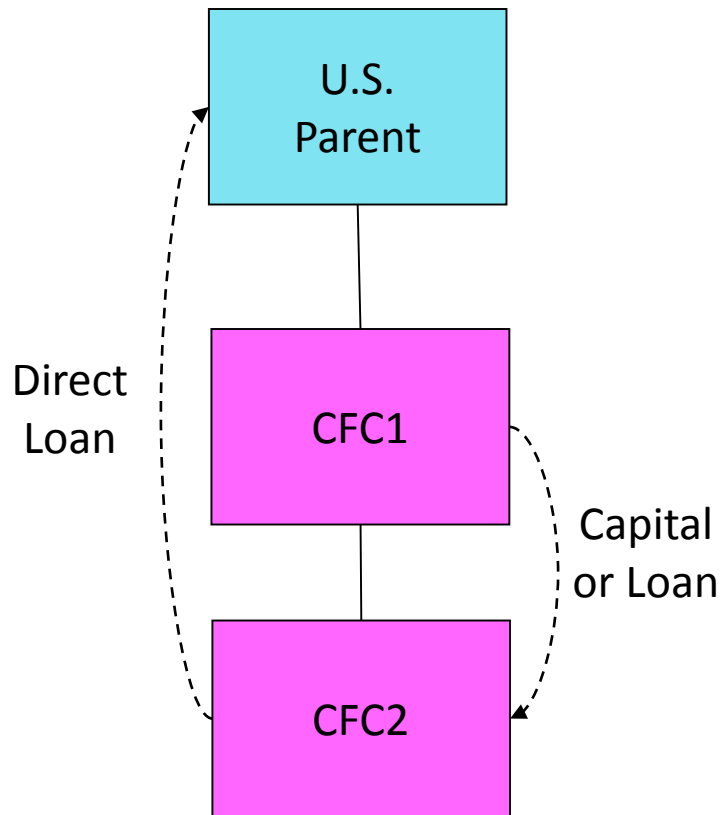 U.S.
Parent
Direct
Loan
CFC1
Capital
or Loan
CFC2